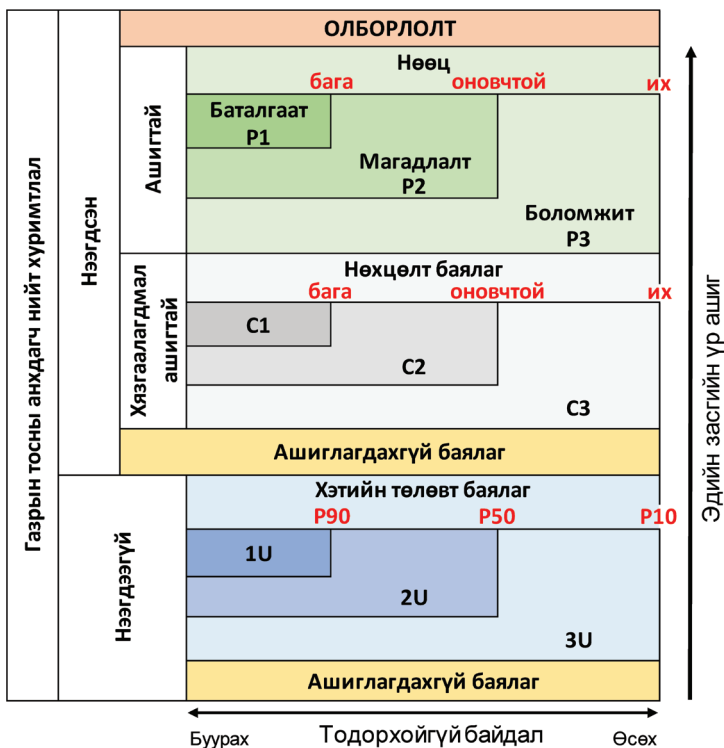 Газрын тосны анхдагч нийт хуримтлал
Нээгдсэн
ОЛБОРЛОЛТ
Ашигтай
Нөөц
бага оновчтой их
Баталгаат
P1
Магадлалт
P2
Боломжит
P3
Хязгаалагдмал
ашигтай
Нөхцөлт баялаг
бага оновчтой их
C1
C2
C3
Ашиглагдахгүй баялаг
Нээгдээгүй
Хэтийн төлөвт баялаг
P90 P50 P10
1U
2U
3U
Ашиглагдахгүй баялаг
Эдийн засгийн үр ашиг
Буурах Тодорхойгүй байдал Өсөх